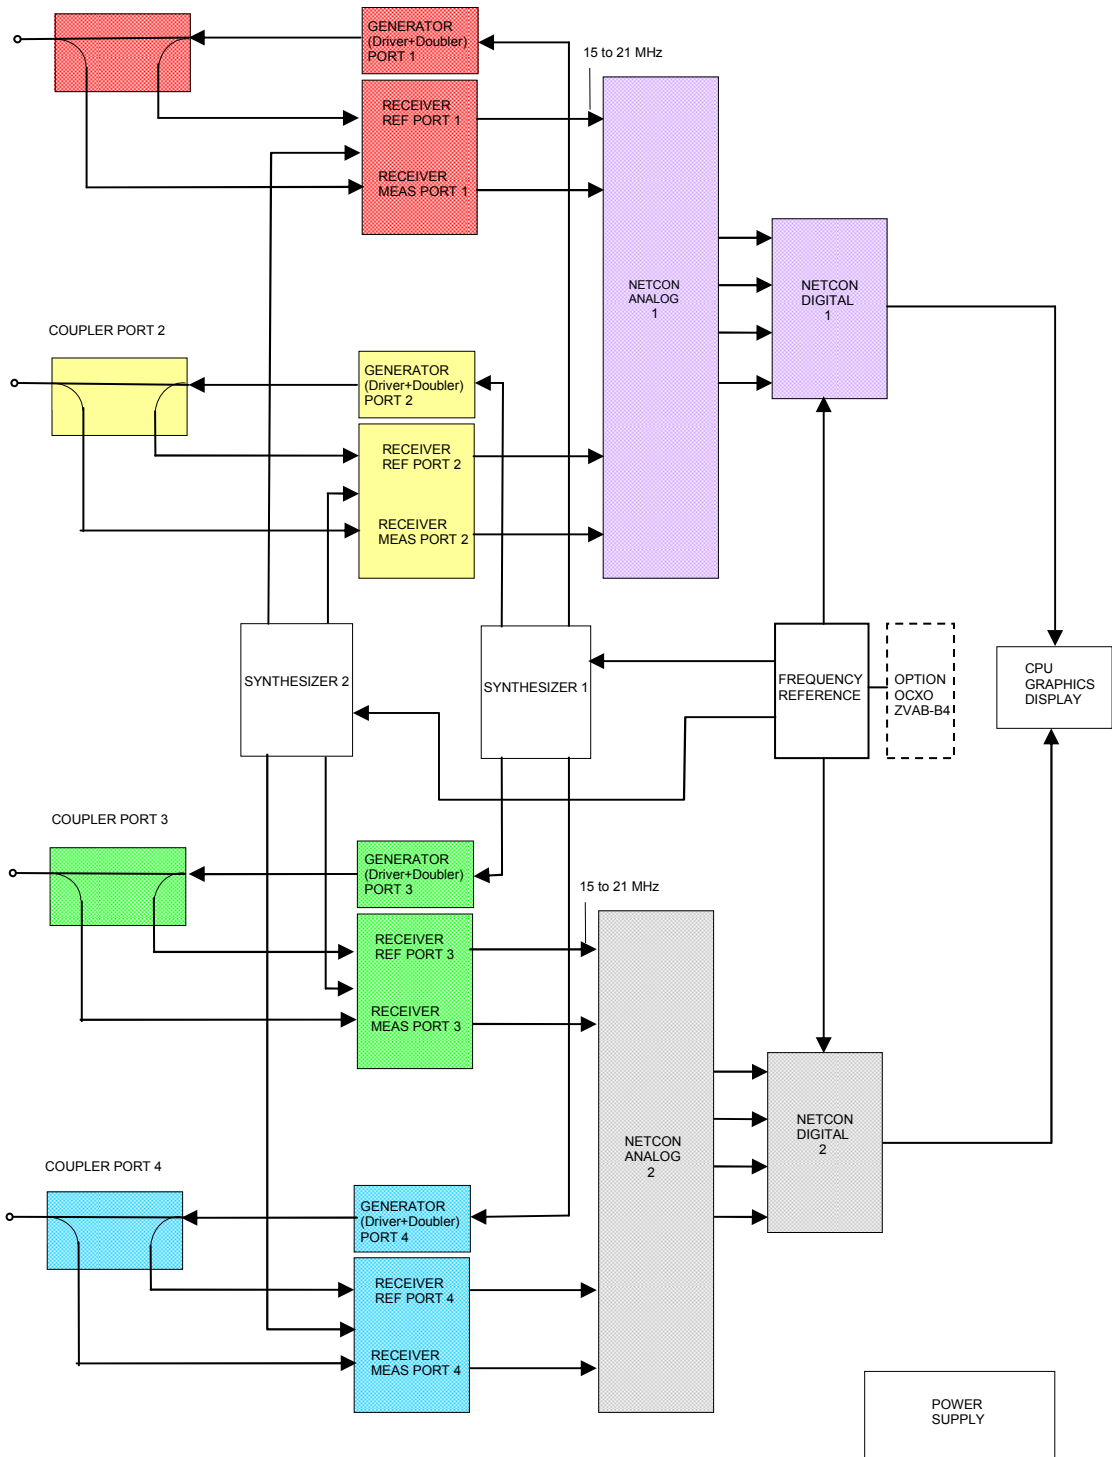 GENERATOR
(Driver+Doubler)
PORT 1
15 to 21 MHz
RECEIVER
REF PORT 1
RECEIVER
MEAS PORT 1
NETCON
ANALOG
1
NETCON
DIGITAL
1
COUPLER PORT 2
GENERATOR
(Driver+Doubler)
PORT 2
RECEIVER
REF PORT 2
RECEIVER
MEAS PORT 2
SYNTHESIZER 2
SYNTHESIZER 1
FREQUENCY
REFERENCE
OPTION
OCXO
ZVAB-B4
CPU
GRAPHICS
DISPLAY
COUPLER PORT 3
GENERATOR
(Driver+Doubler)
PORT 3
15 to 21 MHz
RECEIVER
REF PORT 3
RECEIVER
MEAS PORT 3
NETCON
ANALOG
2
NETCON
DIGITAL
2
COUPLER PORT 4
GENERATOR
(Driver+Doubler)
PORT 4
RECEIVER
REF PORT 4
RECEIVER
MEAS PORT 4
POWER
SUPPLY